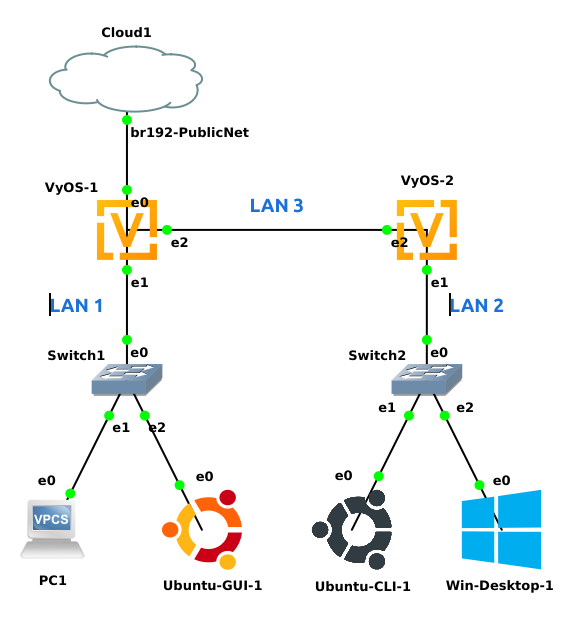 Cloud1
br192-PublicNet
VyOS-1
e0
e2
e1
LAN 3
VyOS-2
e2
e1
LAN 1
LAN 2
Switch1
e0
e1
e2
Switch2
e0
e1
e2
e0
VPCS
PC1
e0
Ubuntu-GUI-1
e0
Ubuntu-CLI-1
e0
Win-Desktop-1